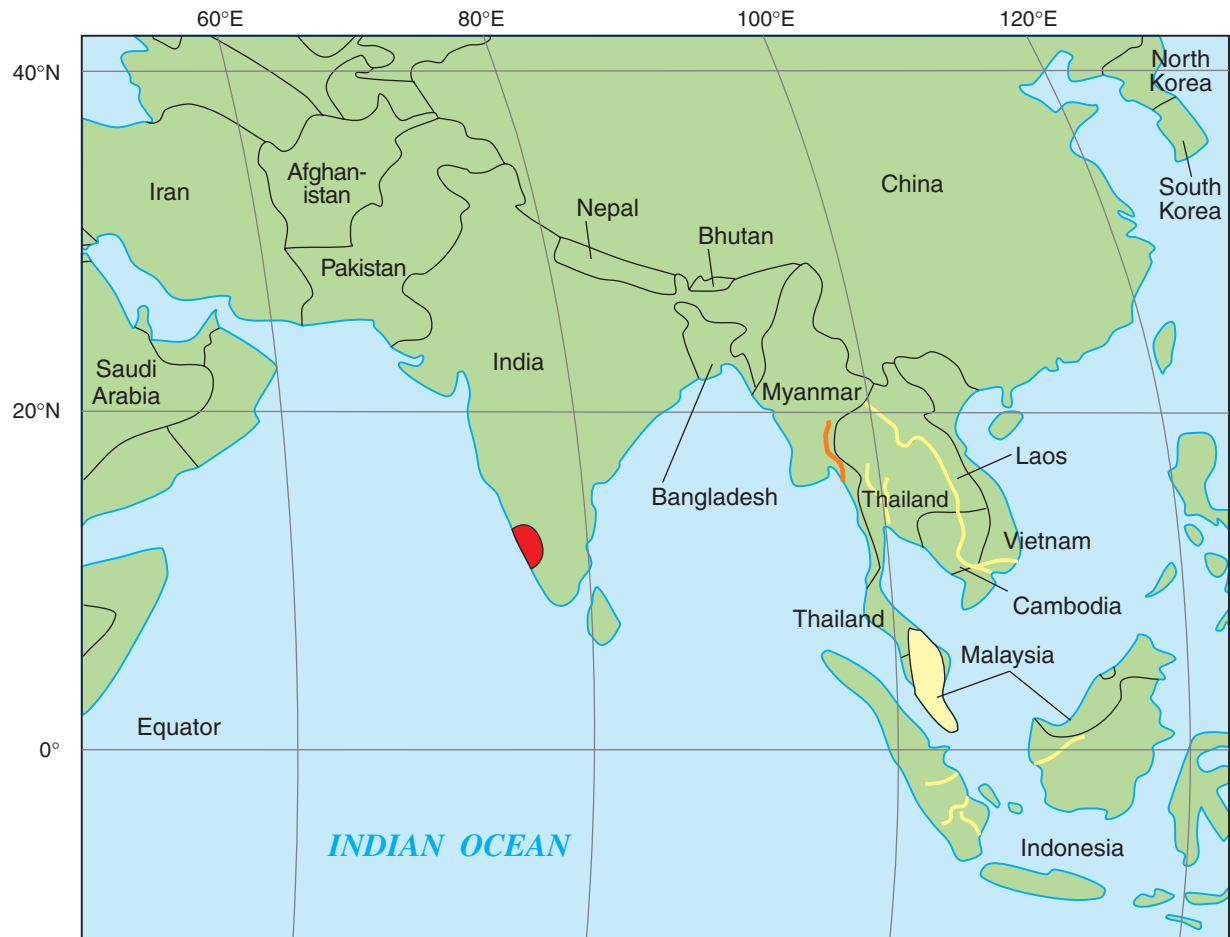 60°E
80°E
100°E
120°E
40°N
North
Korea
Iran
Afghan-
istan
China
South
Korea
Nepal
Bhutan
Pakistan
Saudi
Arabia
India
Myanmar
20°N
Laos
Bangladesh
Thailand
Vietnam
Cambodia
Thailand
Malaysia
Equator
0°
INDIAN OCEAN
Indonesia